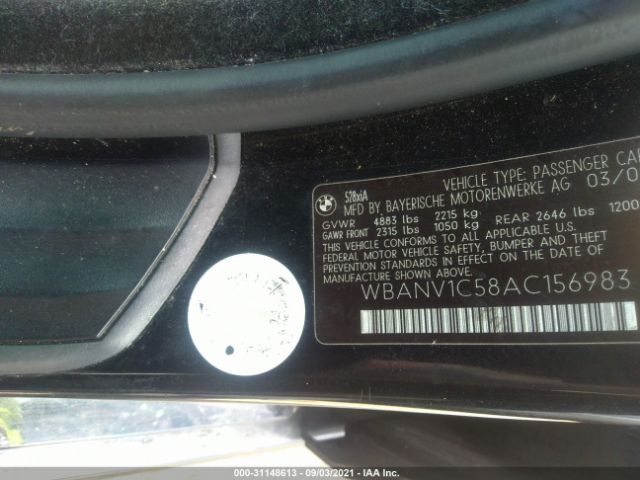 BMW
528xiA VEHICLE TYPE: PASSENGER CAR
MFD BY BAYERISCHE MOTORENWERKE AG 03/0
GVWR 4883 lbs 2215 kg
GAWR FRONT 2315 lbs 1050 kg REAR 2646 lbs 1200
THIS VEHICLE CONFORMS TO ALL APPLICABLE U.S.
FEDERAL MOTOR VEHICLE SAFETY, BUMPER AND THEFT
PREVENTION STANDARDS IN EFFECT ON THE DATE OF
MANUFACTURE SHOWN ABOVE.
WBANV1C58AC156983
000-31148613 - 09/03/2021 - IAA Inc.